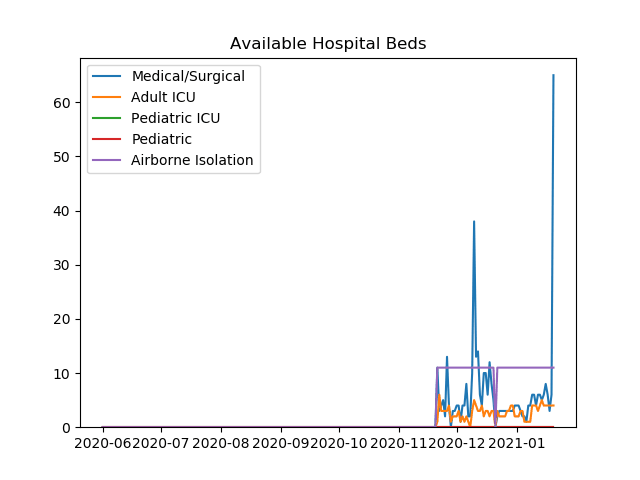 Available Hospital Beds
Medical/Surgical
Adult ICU
Pediatric ICU
Pediatric
Airborne Isolation
60
50
40
30
20
10
0
2020-06 2020-07 2020-08 2020-09 2020-10 2020-11 2020-12 2021-01